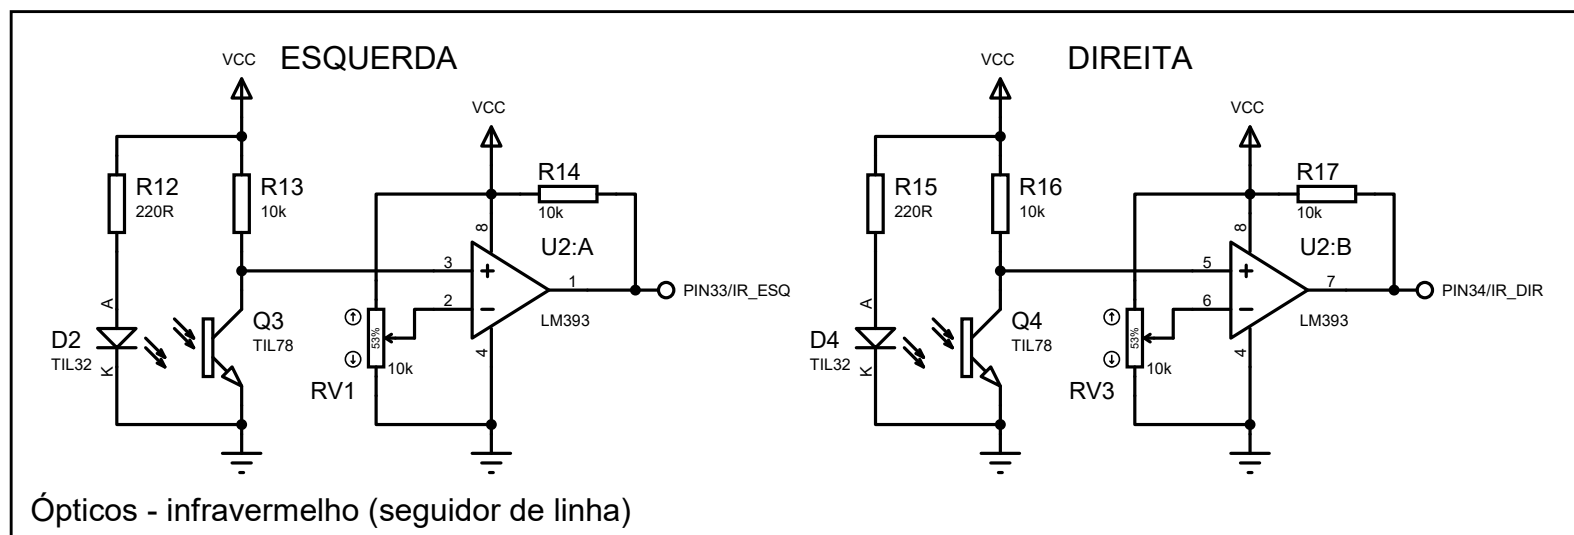 ESQUERDA
VCC
VCC
R12
220R
R13
10k
R14
10k
8
U2:A
3
2
1
4
LM393
PIN33/IR_ESQ
A
D2
TIL32
K
Q3
TIL78
53%
10k
RV1
DIREITA
VCC
VCC
R15
220R
R16
10k
R17
10k
8
U2:B
5
6
7
4
LM393
PIN34/IR_DIR
A
D4
TIL32
K
Q4
TIL78
53%
10k
RV3
Ópticos - infravermelho (seguidor de linha)